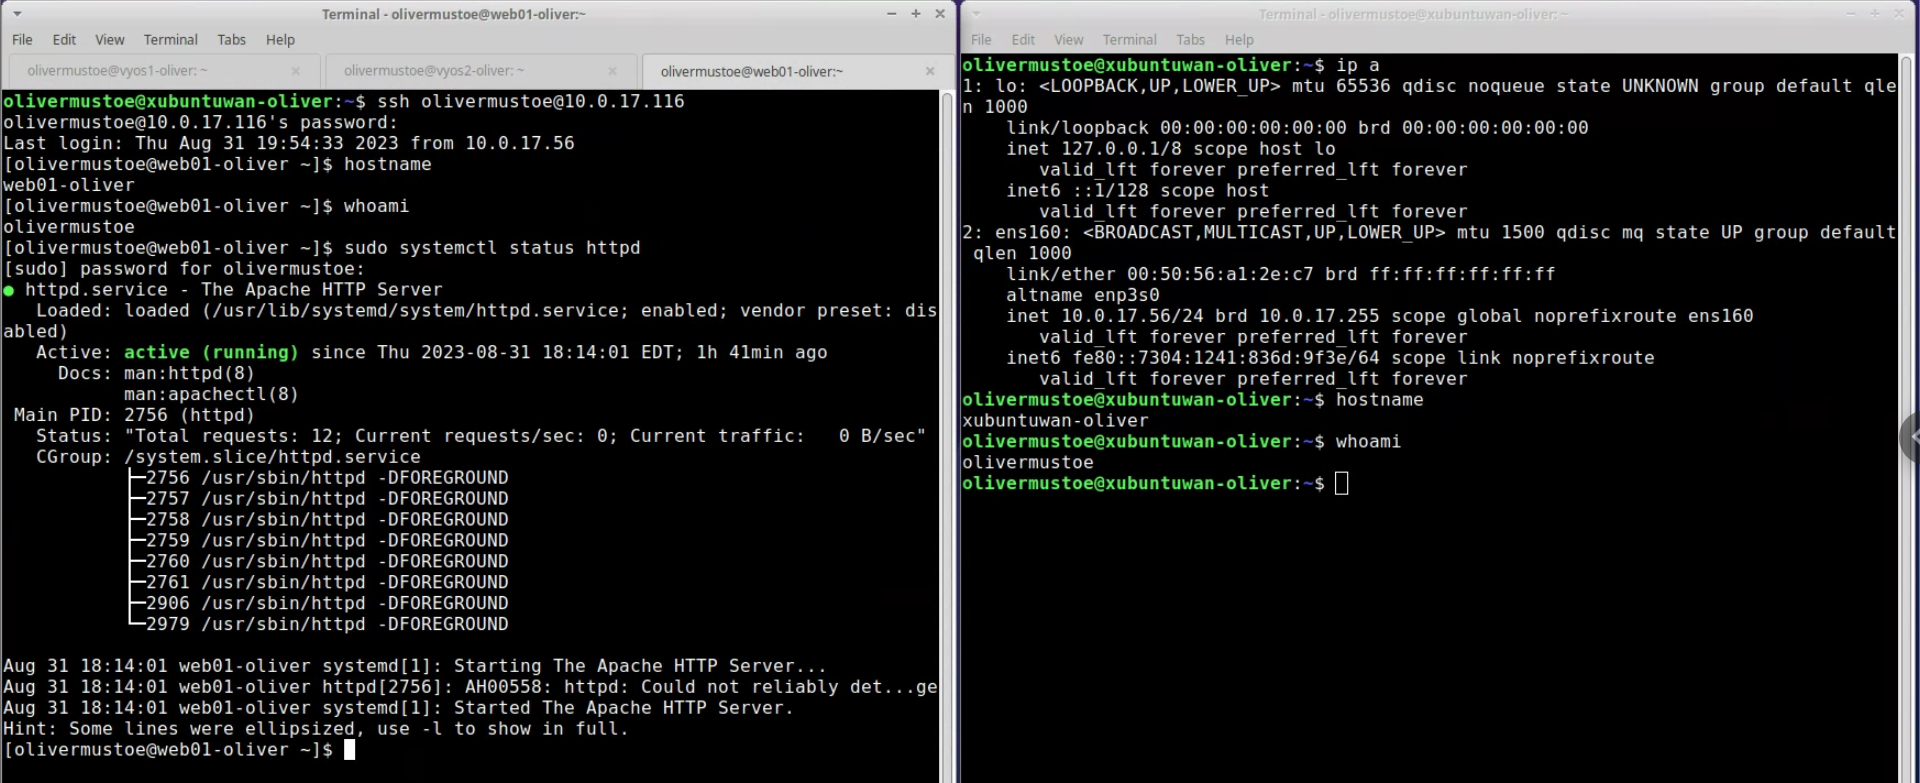 Terminal - olivermustoe@web01-oliver:~
File Edit View Terminal Tabs Help
olivermustoe@vyos1-oliver: ~ olivermustoe@vyos2-oliver: ~ olivermustoe@web01-oliver:~
olivermustoe@xubuntuwan-oliver:~$ ssh olivermustoe@10.0.17.116
olivermustoe@10.0.17.116's password:
Last login: Thu Aug 31 19:54:33 2023 from 10.0.17.56
[olivermustoe@web01-oliver ~]$ hostname
web01-oliver
[olivermustoe@web01-oliver ~]$ whoami
olivermustoe
[olivermustoe@web01-oliver ~]$ sudo systemctl status httpd
[sudo] password for olivermustoe:
● httpd.service - The Apache HTTP Server
   Loaded: loaded (/usr/lib/systemd/system/httpd.service; enabled; vendor preset: dis
abled)
   Active: active (running) since Thu 2023-08-31 18:14:01 EDT; 1h 41min ago
     Docs: man:httpd(8)
           man:apachectl(8)
 Main PID: 2756 (httpd)
   Status: "Total requests: 12; Current requests/sec: 0; Current traffic:   0 B/sec"
   CGroup: /system.slice/httpd.service
           ├─2756 /usr/sbin/httpd -DFOREGROUND
           ├─2757 /usr/sbin/httpd -DFOREGROUND
           ├─2758 /usr/sbin/httpd -DFOREGROUND
           ├─2759 /usr/sbin/httpd -DFOREGROUND
           ├─2760 /usr/sbin/httpd -DFOREGROUND
           ├─2761 /usr/sbin/httpd -DFOREGROUND
           ├─2906 /usr/sbin/httpd -DFOREGROUND
           └─2979 /usr/sbin/httpd -DFOREGROUND
Aug 31 18:14:01 web01-oliver systemd[1]: Starting The Apache HTTP Server...
Aug 31 18:14:01 web01-oliver httpd[2756]: AH00558: httpd: Could not reliably det...ge
Aug 31 18:14:01 web01-oliver systemd[1]: Started The Apache HTTP Server.
Hint: Some lines were ellipsized, use -l to show in full.
[olivermustoe@web01-oliver ~]$
Terminal - olivermustoe@xubuntuwan-oliver: ~
File Edit View Terminal Tabs Help
olivermustoe@xubuntuwan-oliver:~$ ip a
1: lo: <LOOPBACK,UP,LOWER_UP> mtu 65536 qdisc noqueue state UNKNOWN group default qle
n 1000
    link/loopback 00:00:00:00:00:00 brd 00:00:00:00:00:00
    inet 127.0.0.1/8 scope host lo
       valid_lft forever preferred_lft forever
    inet6 ::1/128 scope host
       valid_lft forever preferred_lft forever
2: ens160: <BROADCAST,MULTICAST,UP,LOWER_UP> mtu 1500 qdisc mq state UP group default
 qlen 1000
    link/ether 00:50:56:a1:2e:c7 brd ff:ff:ff:ff:ff:ff
    altname enp3s0
    inet 10.0.17.56/24 brd 10.0.17.255 scope global noprefixroute ens160
       valid_lft forever preferred_lft forever
    inet6 fe80::7304:1241:836d:9f3e/64 scope link noprefixroute
       valid_lft forever preferred_lft forever
olivermustoe@xubuntuwan-oliver:~$ hostname
xubuntuwan-oliver
olivermustoe@xubuntuwan-oliver:~$ whoami
olivermustoe
olivermustoe@xubuntuwan-oliver:~$